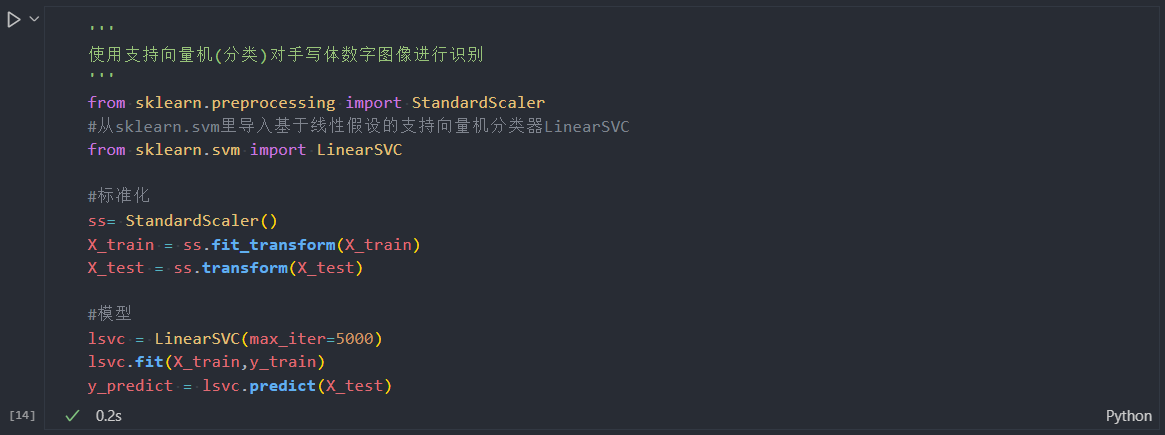 '''
使用支持向量机(分类)对手写体数字图像进行识别
'''
from sklearn.preprocessing import StandardScaler
#从sklearn.svm里导入基于线性假设的支持向量机分类器LinearSVC
from sklearn.svm import LinearSVC
#标准化
ss= StandardScaler()
X_train = ss.fit_transform(X_train)
X_test = ss.transform(X_test)
#模型
lsvc = LinearSVC(max_iter=5000)
lsvc.fit(X_train,y_train)
y_predict = lsvc.predict(X_test)
[14] 0.2s Python